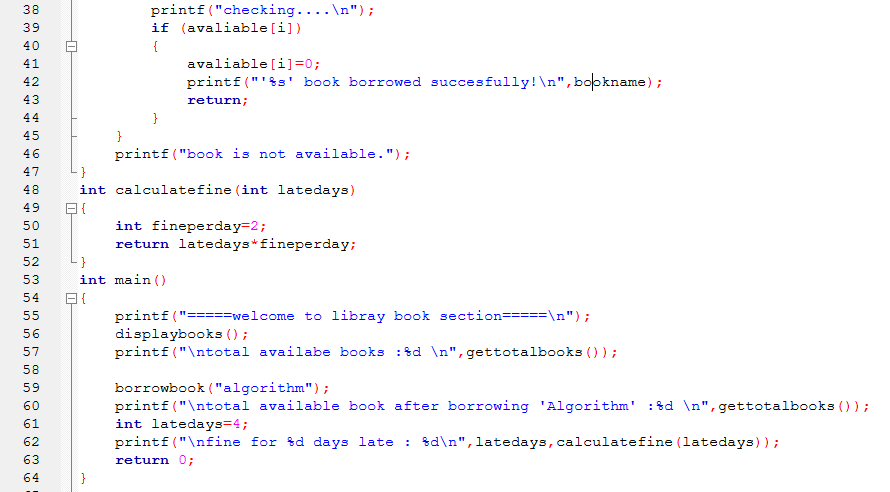 38 printf("checking....\n");
39 if (avaliable[i])
40 {
41 avaliable[i]=0;
42 printf("'%s' book borrowed succesfully!\n",bookname);
43 return;
44 }
45 }
46 printf("book is not available.");
47 }
48 int calculatefine(int latedays)
49 {
50 int fineperday=2;
51 return latedays*fineperday;
52 }
53 int main()
54 {
55 printf("=====welcome to libray book section=====\n");
56 displaybooks();
57 printf("\ntotal availabe books :%d \n",gettotalbooks());
58
59 borrowbook("algorithm");
60 printf("\ntotal available book after borrowing 'Algorithm' :%d \n",gettotalbooks());
61 int latedays=4;
62 printf("\nfine for %d days late : %d\n",latedays,calculatefine(latedays));
63 return 0;
64 }